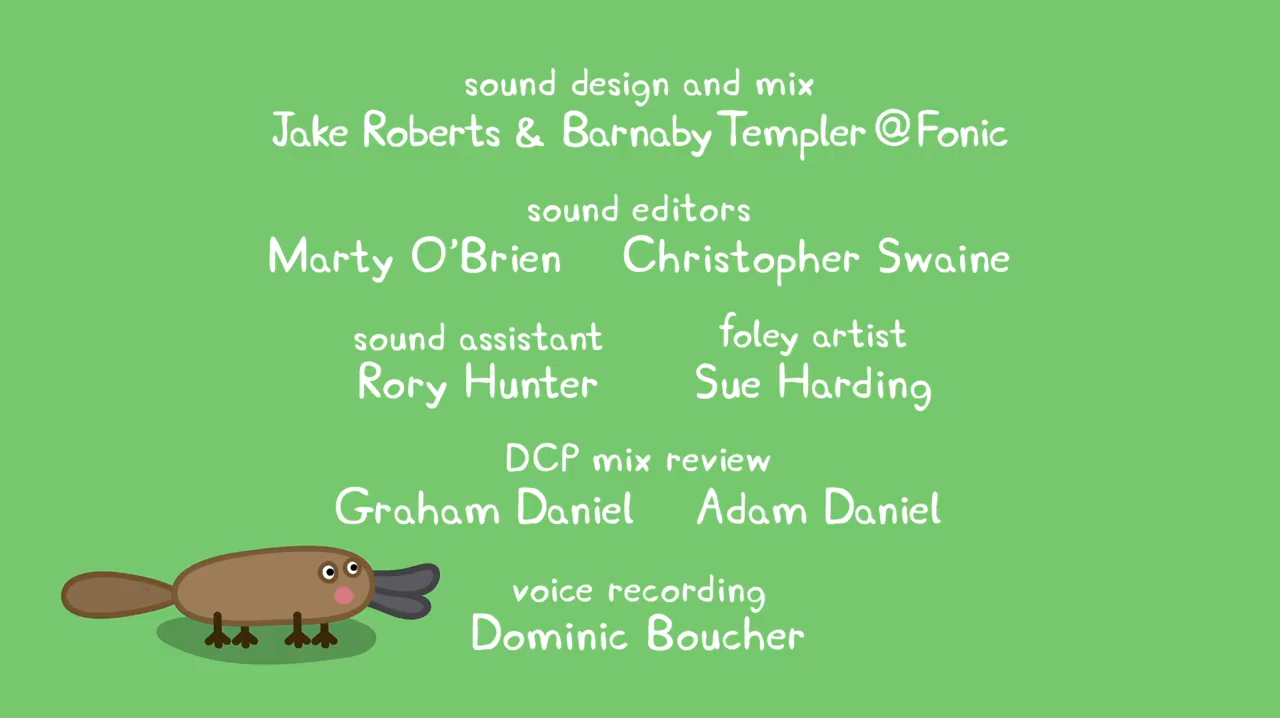 sound design and mix
Jake Roberts & Barnaby Templer @ Fonic
sound editors
Marty O'Brien Christopher Swaine
sound assistant foley artist
Rory Hunter Sue Harding
DCP mix review
Graham Daniel Adam Daniel
voice recording
Dominic Boucher